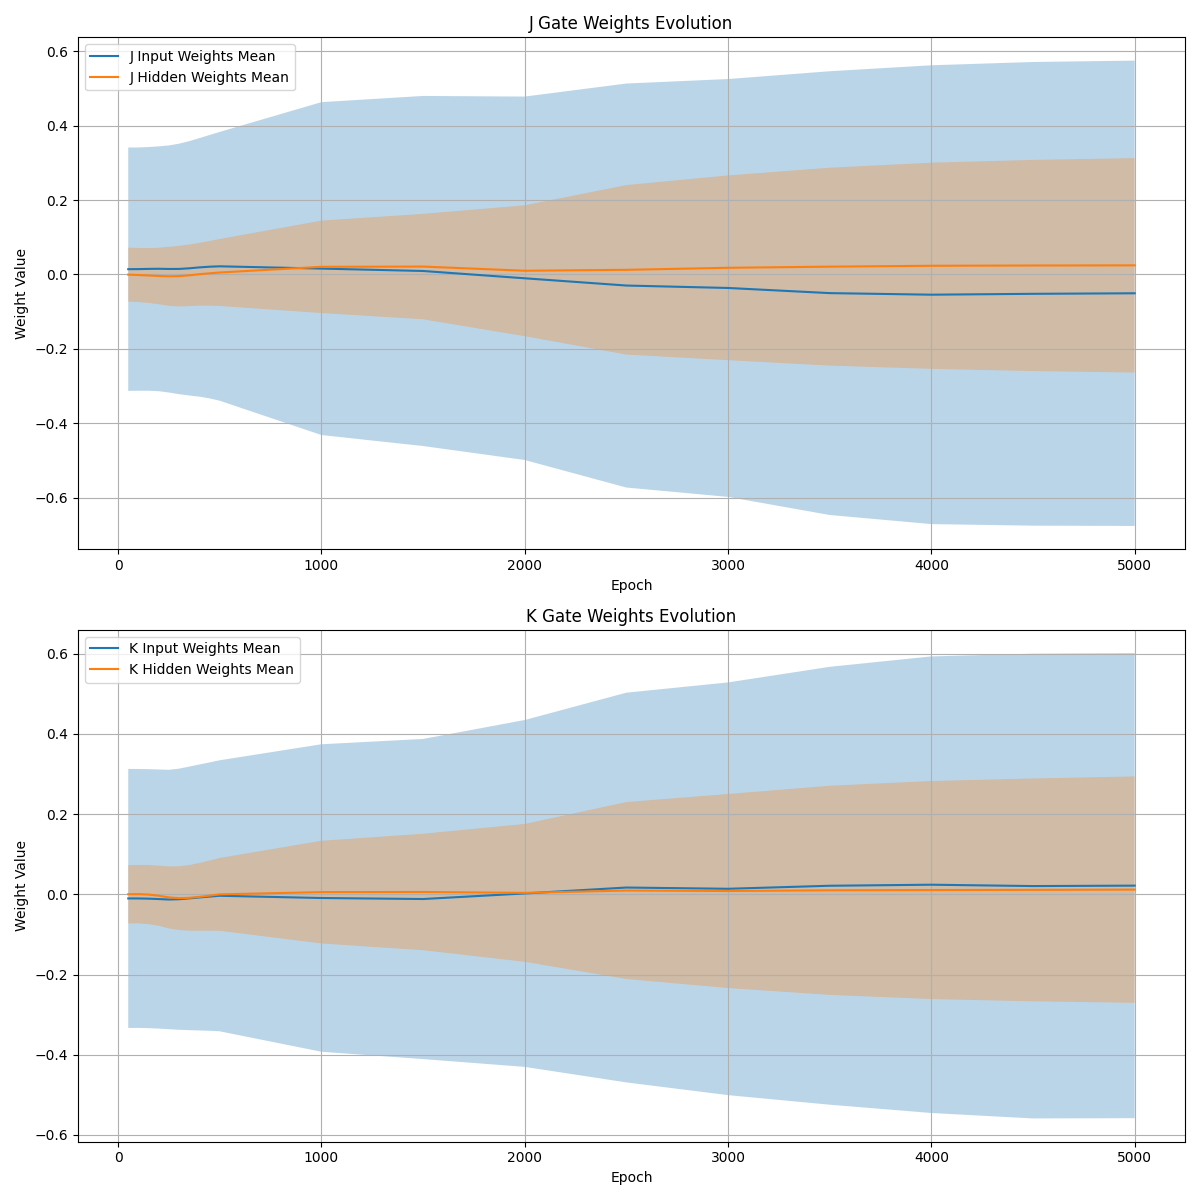 J Gate Weights Evolution
J Input Weights Mean
J Hidden Weights Mean
Weight Value
0.6
0.4
0.2
0.0
−0.2
−0.4
−0.6
0 1000 2000 3000 4000 5000
Epoch
K Gate Weights Evolution
K Input Weights Mean
K Hidden Weights Mean
Weight Value
0.6
0.4
0.2
0.0
−0.2
−0.4
−0.6
0 1000 2000 3000 4000 5000
Epoch